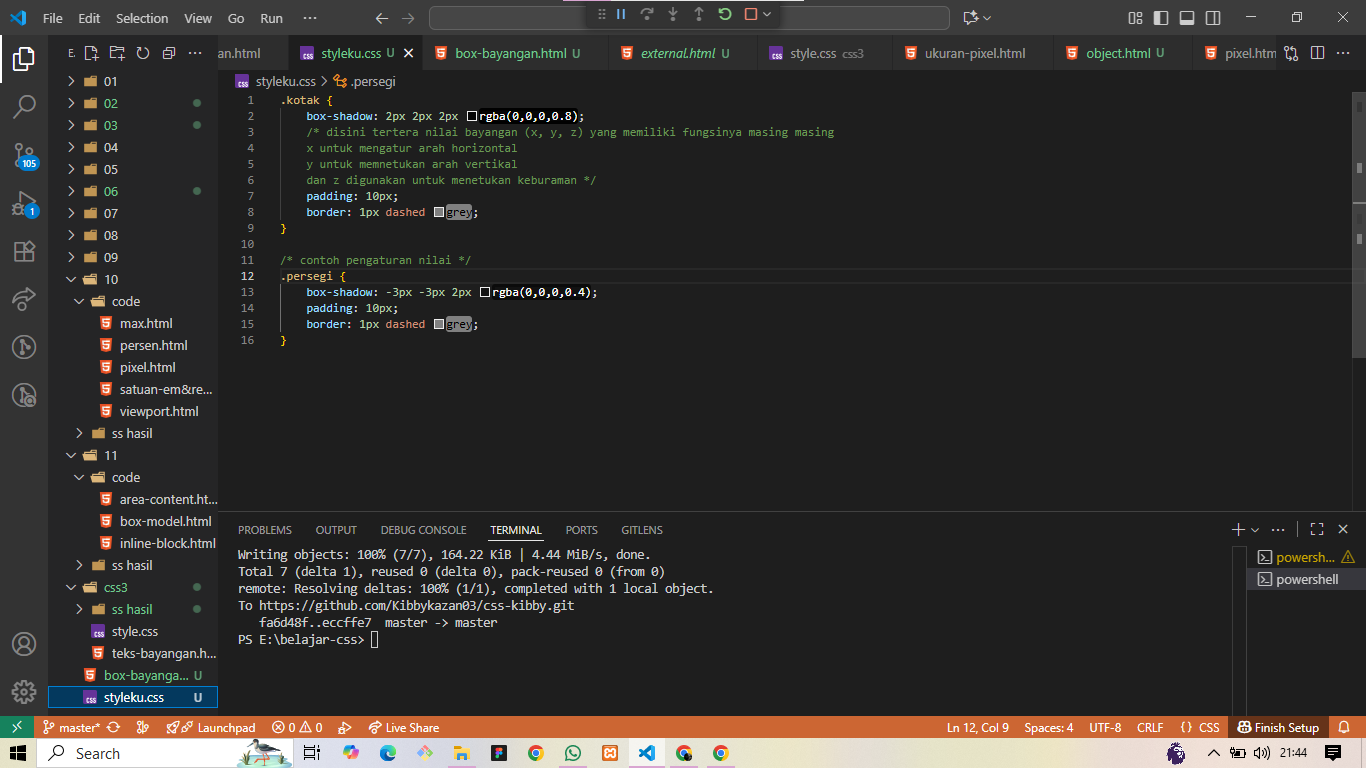 File Edit Selection View Go Run ···
E.
an.html
styleku.css U
box-bayangan.html U
external.html U
style.css css3
ukuran-pixel.html
object.html U
pixel.htm
styleku.css > .persegi
01
02
03
04
05
06
07
08
09
10
code
max.html
persen.html
pixel.html
satuan-em&re...
viewport.html
ss hasil
11
code
area-content.ht...
box-model.html
inline-block.html
ss hasil
css3
ss hasil
style.css
teks-bayangan.h...
box-bayanga... U
styleku.css U
105
1
1 .kotak {
2 box-shadow: 2px 2px 2px rgba(0,0,0,0.8);
3 /* disini tertera nilai bayangan (x, y, z) yang memiliki fungsinya masing masing
4 x untuk mengatur arah horizontal
5 y untuk memnetukan arah vertikal
6 dan z digunakan untuk menetukan keburaman */
7 padding: 10px;
8 border: 1px dashed grey;
9 }
10
11 /* contoh pengaturan nilai */
12 .persegi {
13 box-shadow: -3px -3px 2px rgba(0,0,0,0.4);
14 padding: 10px;
15 border: 1px dashed grey;
16 }
PROBLEMS OUTPUT DEBUG CONSOLE TERMINAL PORTS GITLENS
Writing objects: 100% (7/7), 164.22 KiB | 4.44 MiB/s, done.
Total 7 (delta 1), reused 0 (delta 0), pack-reused 0 (from 0)
remote: Resolving deltas: 100% (1/1), completed with 1 local object.
To https://github.com/Kibbykazan03/css-kibby.git
fa6d48f..eccffe7 master -> master
PS E:\belajar-css>
powersh...
powershell
master* Launchpad 0 0 Live Share
Ln 12, Col 9 Spaces: 4 UTF-8 CRLF {} CSS Finish Setup
Search
21:44